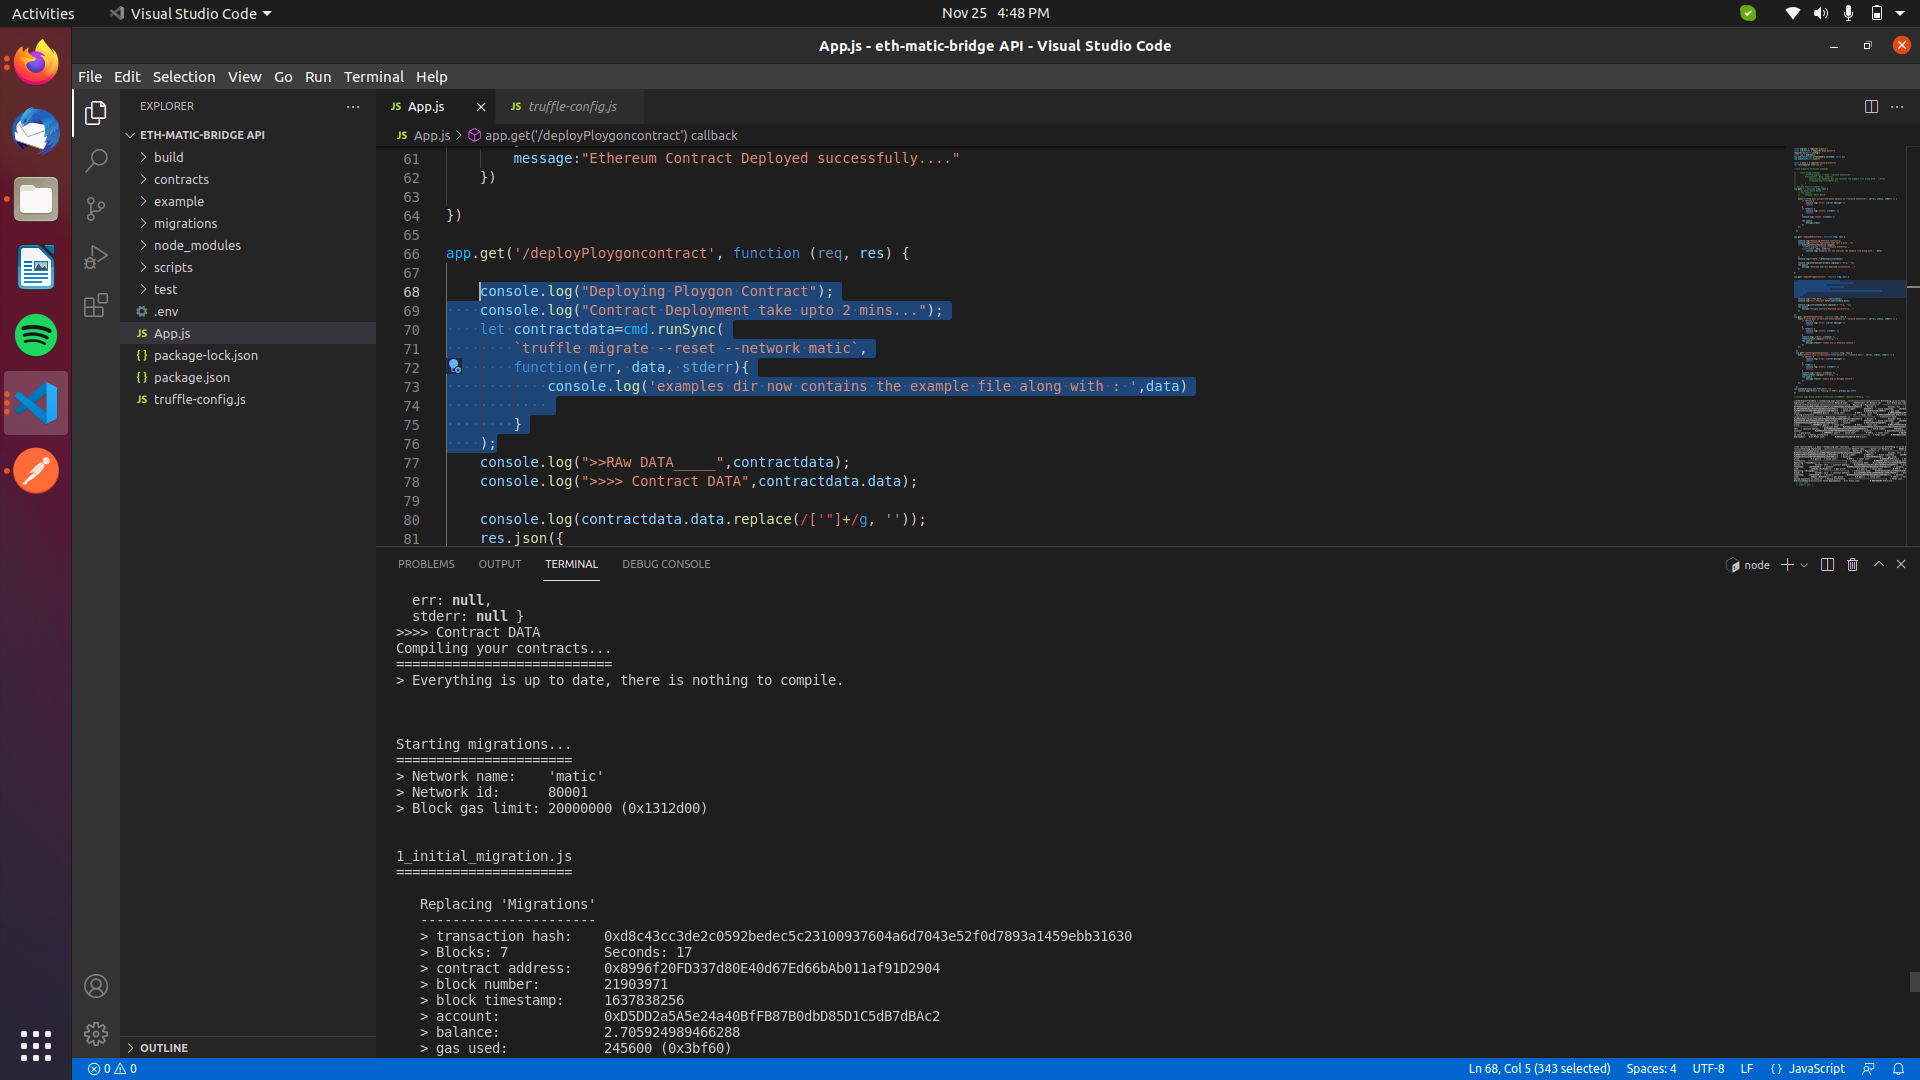 Activities
Visual Studio Code
Nov 25 4:48 PM
App.js - eth-matic-bridge API - Visual Studio Code
File Edit Selection View Go Run Terminal Help
EXPLORER
ETH-MATIC-BRIDGE API
build
contracts
example
migrations
node_modules
scripts
test
.env
JS App.js
{} package-lock.json
{} package.json
JS truffle-config.js
OUTLINE
JS App.js
JS truffle-config.js
JS App.js > app.get('/deployPloygoncontract') callback
61 message:"Ethereum Contract Deployed successfully...."
62 })
63
64 })
65
66 app.get('/deployPloygoncontract', function (req, res) {
67
68 console.log("Deploying Ploygon Contract");
69 console.log("Contract Deployment take upto 2 mins...");
70 let contractdata=cmd.runSync(
71 `truffle migrate --reset --network matic`,
72 function(err, data, stderr){
73 console.log('examples dir now contains the example file along with : ',data)
74
75 }
76 );
77 console.log(">>RAw DATA_____",contractdata);
78 console.log(">>>> Contract DATA",contractdata.data);
79
80 console.log(contractdata.data.replace(/['"]+/g, ''));
81 res.json({
PROBLEMS OUTPUT TERMINAL DEBUG CONSOLE
node
err: null,
stderr: null }
>>>> Contract DATA
Compiling your contracts...
===========================
> Everything is up to date, there is nothing to compile.
Starting migrations...
======================
> Network name: 'matic'
> Network id: 80001
> Block gas limit: 20000000 (0x1312d00)
1_initial_migration.js
======================
Replacing 'Migrations'
----------------------
> transaction hash: 0xd8c43cc3de2c0592bedec5c23100937604a6d7043e52f0d7893a1459ebb31630
> Blocks: 7 Seconds: 17
> contract address: 0x8996f20FD337d80E40d67Ed66bAb011af91D2904
> block number: 21903971
> block timestamp: 1637838256
> account: 0xD5DD2a5A5e24a40BfFB87B0dbD85D1C5dB7dBAc2
> balance: 2.705924989466288
> gas used: 245600 (0x3bf60)
0 0
Ln 68, Col 5 (343 selected) Spaces: 4 UTF-8 LF {} JavaScript